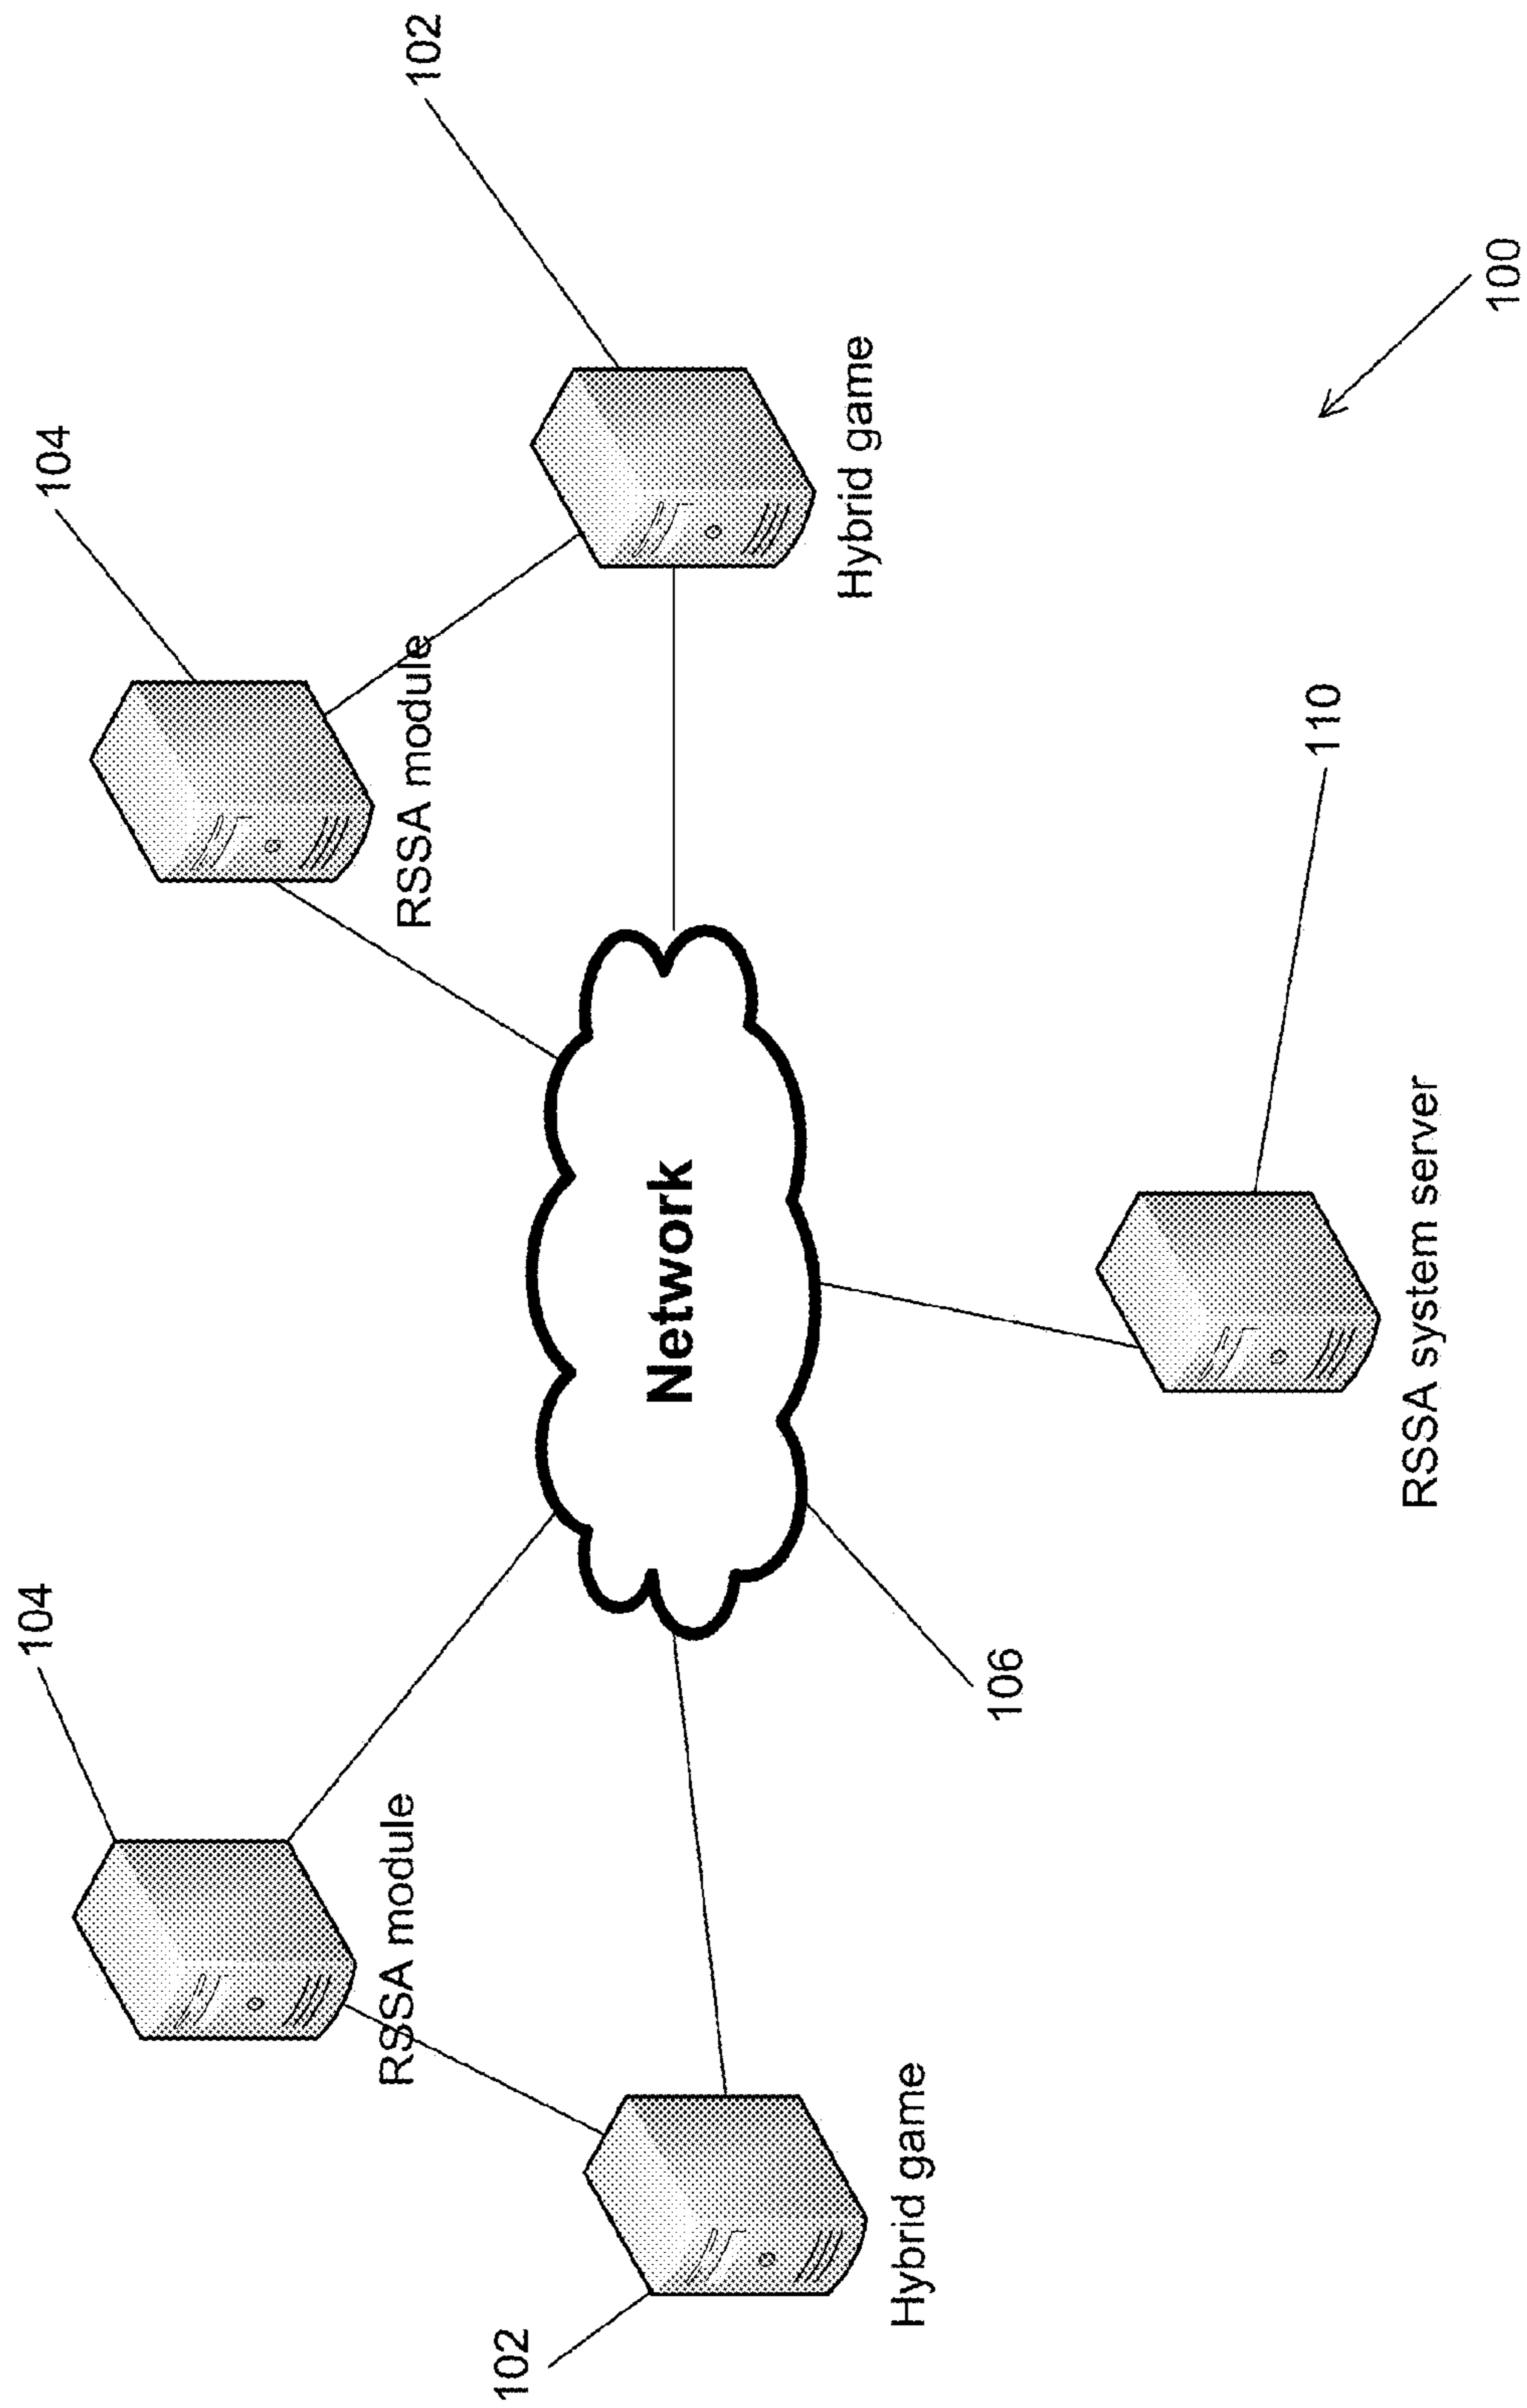 104
104
102
RSSA module
RSSA module
Network
Hybrid game
102
Hybrid game
106
110
RSSA system server
100